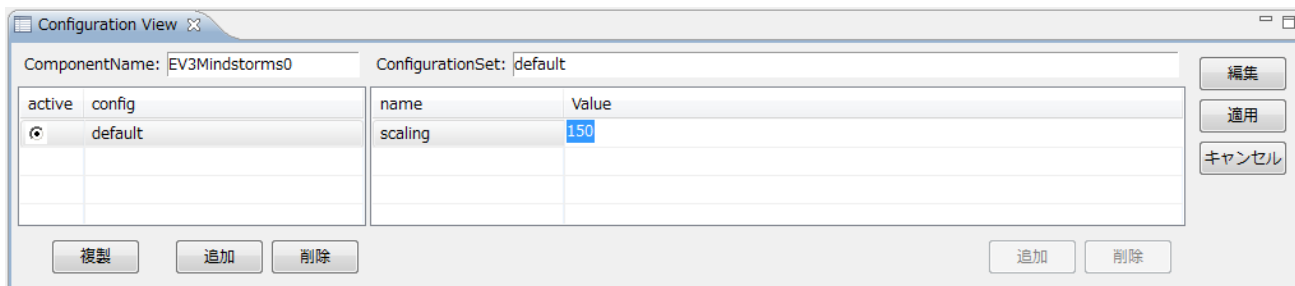 Configuration View
ComponentName: EV3Mindstorms0 ConfigurationSet: default
編集
active config name Value
適用
default scaling 150
キャンセル
複製 追加 削除 追加 削除